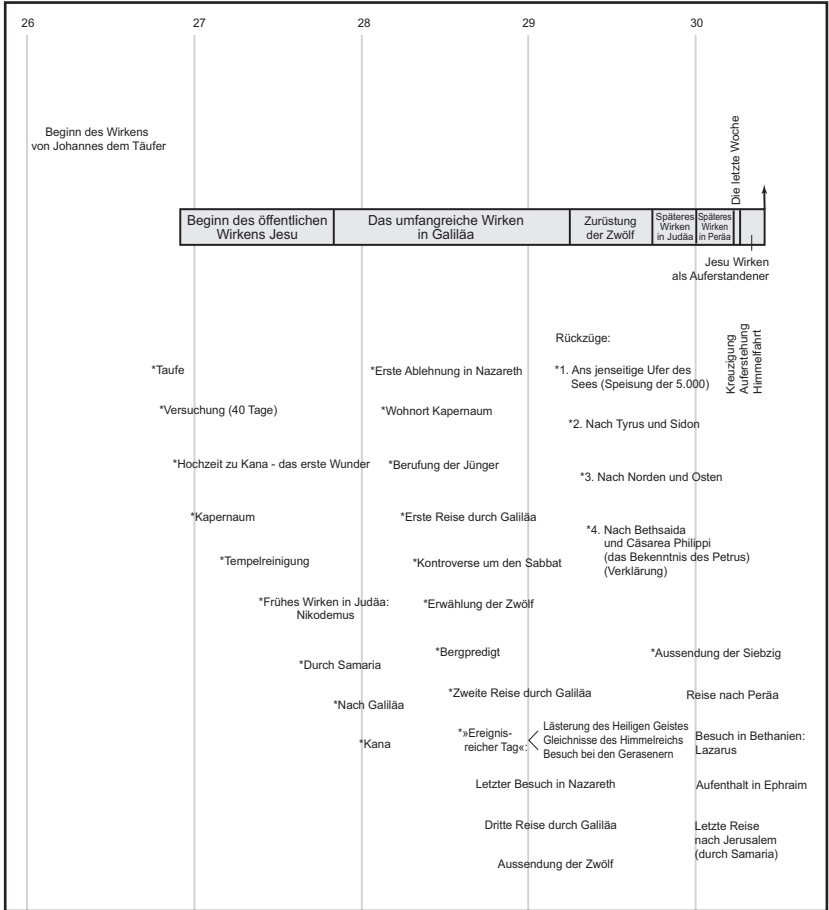 26
27
28
29
30
Beginn des Wirkens
von Johannes dem Täufer
Die letzte Woche
Beginn des öffentlichen
Wirkens Jesu
Das umfangreiche Wirken
in Galiläa
Zurüstung
der Zwölf
Späteres
Wirken
in Judäa
Späteres
Wirken
in Peräa
Jesu Wirken
als Auferstandener
Kreuzigung
Auferstehung
Himmelfahrt
*Taufe
*Versuchung (40 Tage)
*Hochzeit zu Kana - das erste Wunder
*Kapernaum
*Tempelreinigung
*Frühes Wirken in Judäa:
Nikodemus
*Durch Samaria
*Nach Galiläa
*Kana
*Erste Ablehnung in Nazareth
*Wohnort Kapernaum
*Berufung der Jünger
*Erste Reise durch Galiläa
*Kontroverse um den Sabbat
*Erwählung der Zwölf
*Bergpredigt
*Zweite Reise durch Galiläa
*»Ereignis-
reicher Tag«:
Lästerung des Heiligen Geistes
Gleichnisse des Himmelreichs
Besuch bei den Gerasenern
Letzter Besuch in Nazareth
Dritte Reise durch Galiläa
Aussendung der Zwölf
Rückzüge:
*1. Ans jenseitige Ufer des
Sees (Speisung der 5.000)
*2. Nach Tyrus und Sidon
*3. Nach Norden und Osten
*4. Nach Bethsaida
und Cäsarea Philippi
(das Bekenntnis des Petrus)
(Verklärung)
*Aussendung der Siebzig
Reise nach Peräa
Besuch in Bethanien:
Lazarus
Aufenthalt in Ephraim
Letzte Reise
nach Jerusalem
(durch Samaria)